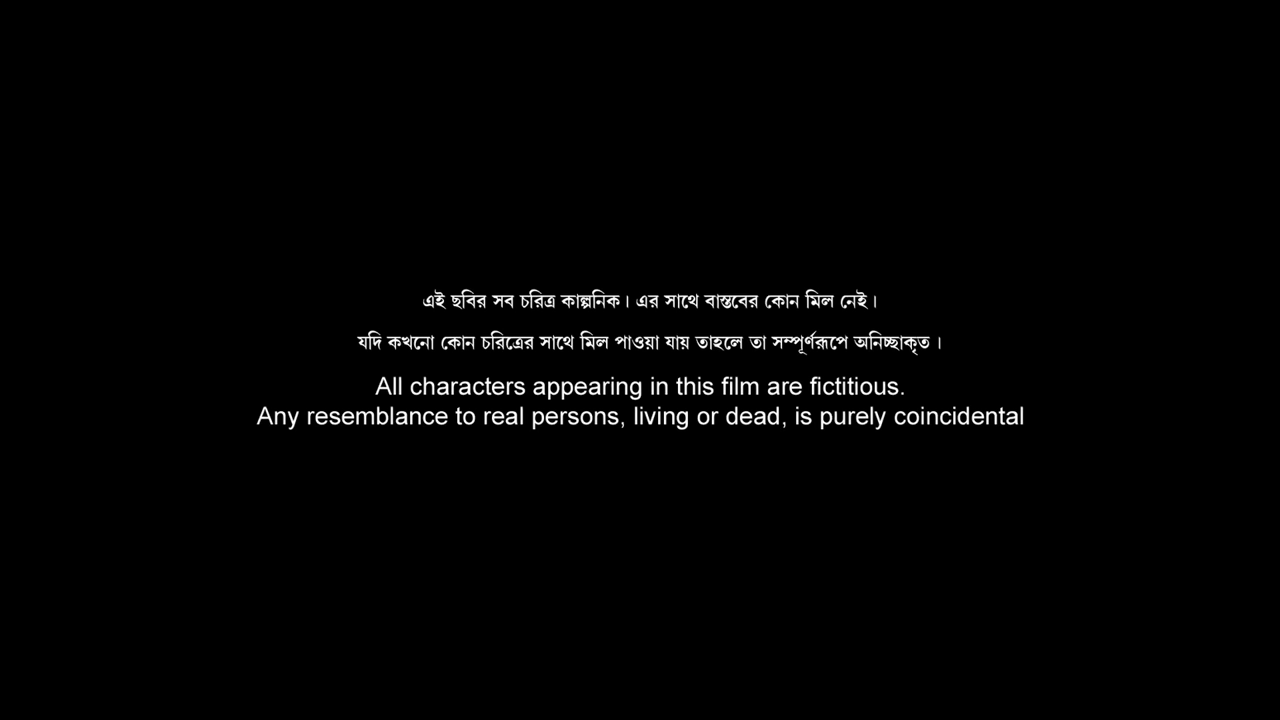 এই ছবির সব চরিত্র কাল্পনিক। এর সাথে বাস্তবের কোন মিল নেই।
যদি কখনো কোন চরিত্রের সাথে মিল পাওয়া যায় তাহলে তা সম্পূর্ণরূপে অনিচ্ছাকৃত ।
All characters appearing in this film are fictitious.
Any resemblance to real persons, living or dead, is purely coincidental